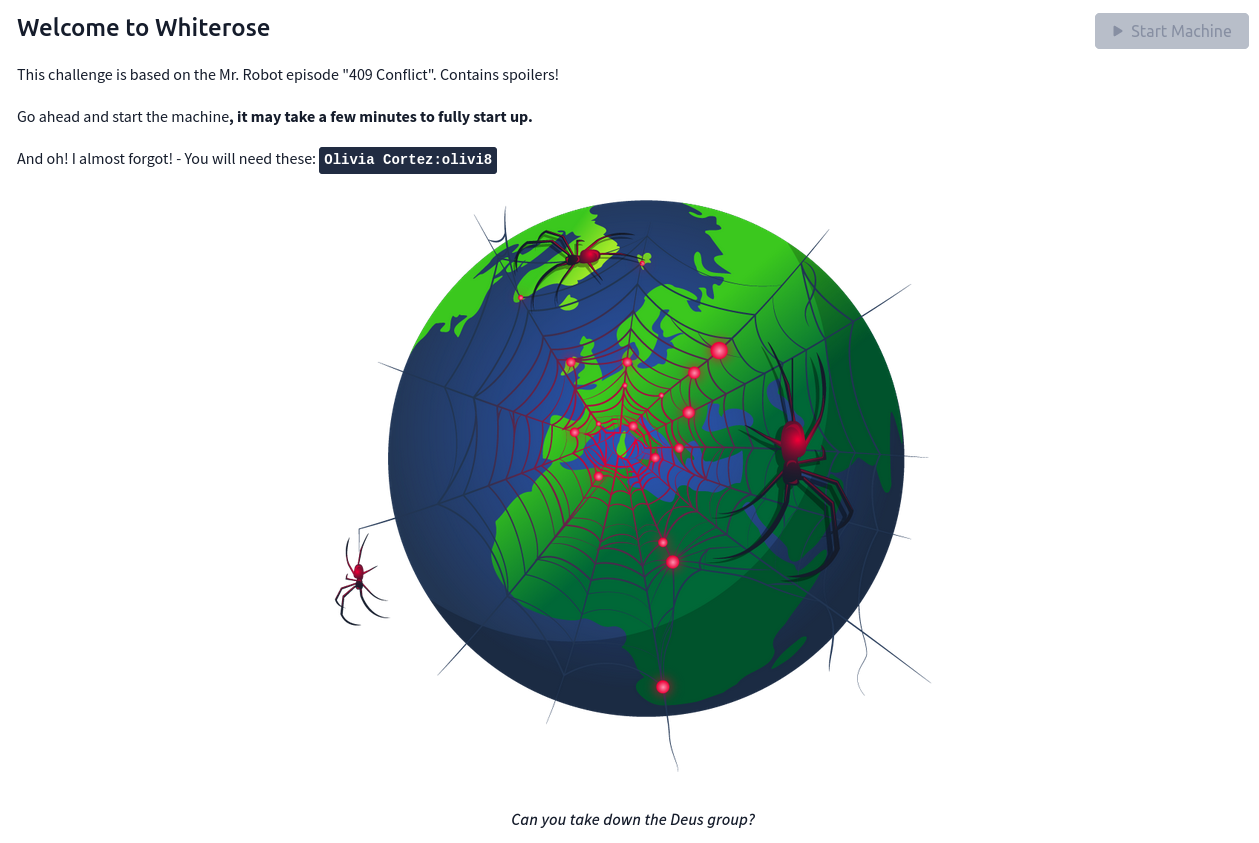 Welcome to Whiterose
Start Machine
This challenge is based on the Mr. Robot episode "409 Conflict". Contains spoilers!
Go ahead and start the machine, it may take a few minutes to fully start up.
And oh! I almost forgot! - You will need these: Olivia Cortez:olivi8
Can you take down the Deus group?